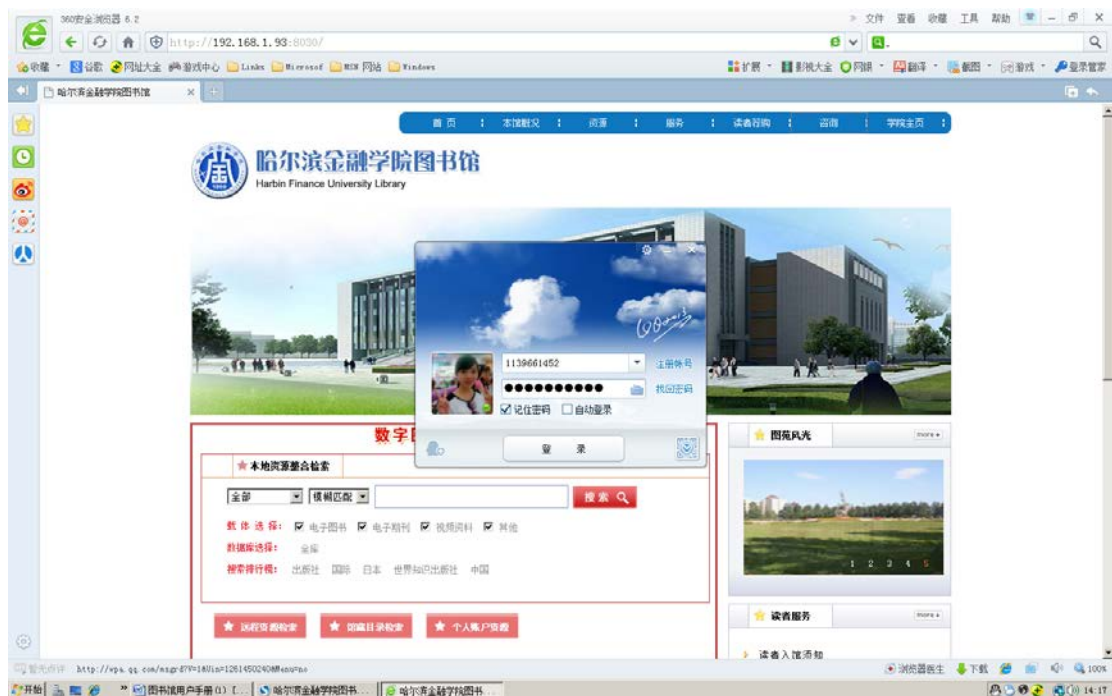 360安全浏览器 6.2
文件 查看 收藏 工具 帮助
http://192.168.1.93:8030/
收藏 谷歌 网址大全 游戏中心 Links Microsof MSN 网站 Windows
扩展 影视大全 网银 翻译 截图 游戏 登录管家
哈尔滨金融学院图书馆
首页 本馆概况 资源 服务 读者荐购 咨询 学院主页
哈尔滨金融学院图书馆
Harbin Finance University Library
QQ2013
1139661452 注册帐号
●●●●●●●●●● 找回密码
记住密码 自动登录
登 录
数字
本地资源整合检索
全部 模糊匹配 搜索
载体选择: 电子图书 电子期刊 视频资料 其他
数据库选择: 全库
搜索排行榜: 出版社 国际 日本 世界知识出版社 中国
远程资源检索 馆藏目录检索 个人账户资源
图苑风光 more+
1 2 3 4 5
读者服务 more+
读者入馆须知
暂无点评 http://wpa.qq.com/msgrd?V=1&Uin=1261450240&Menu=no
浏览器医生 下载 100%
开始 图书馆用户手册(1) [... 哈尔滨金融学院图书... 哈尔滨金融学院图书... 14:37